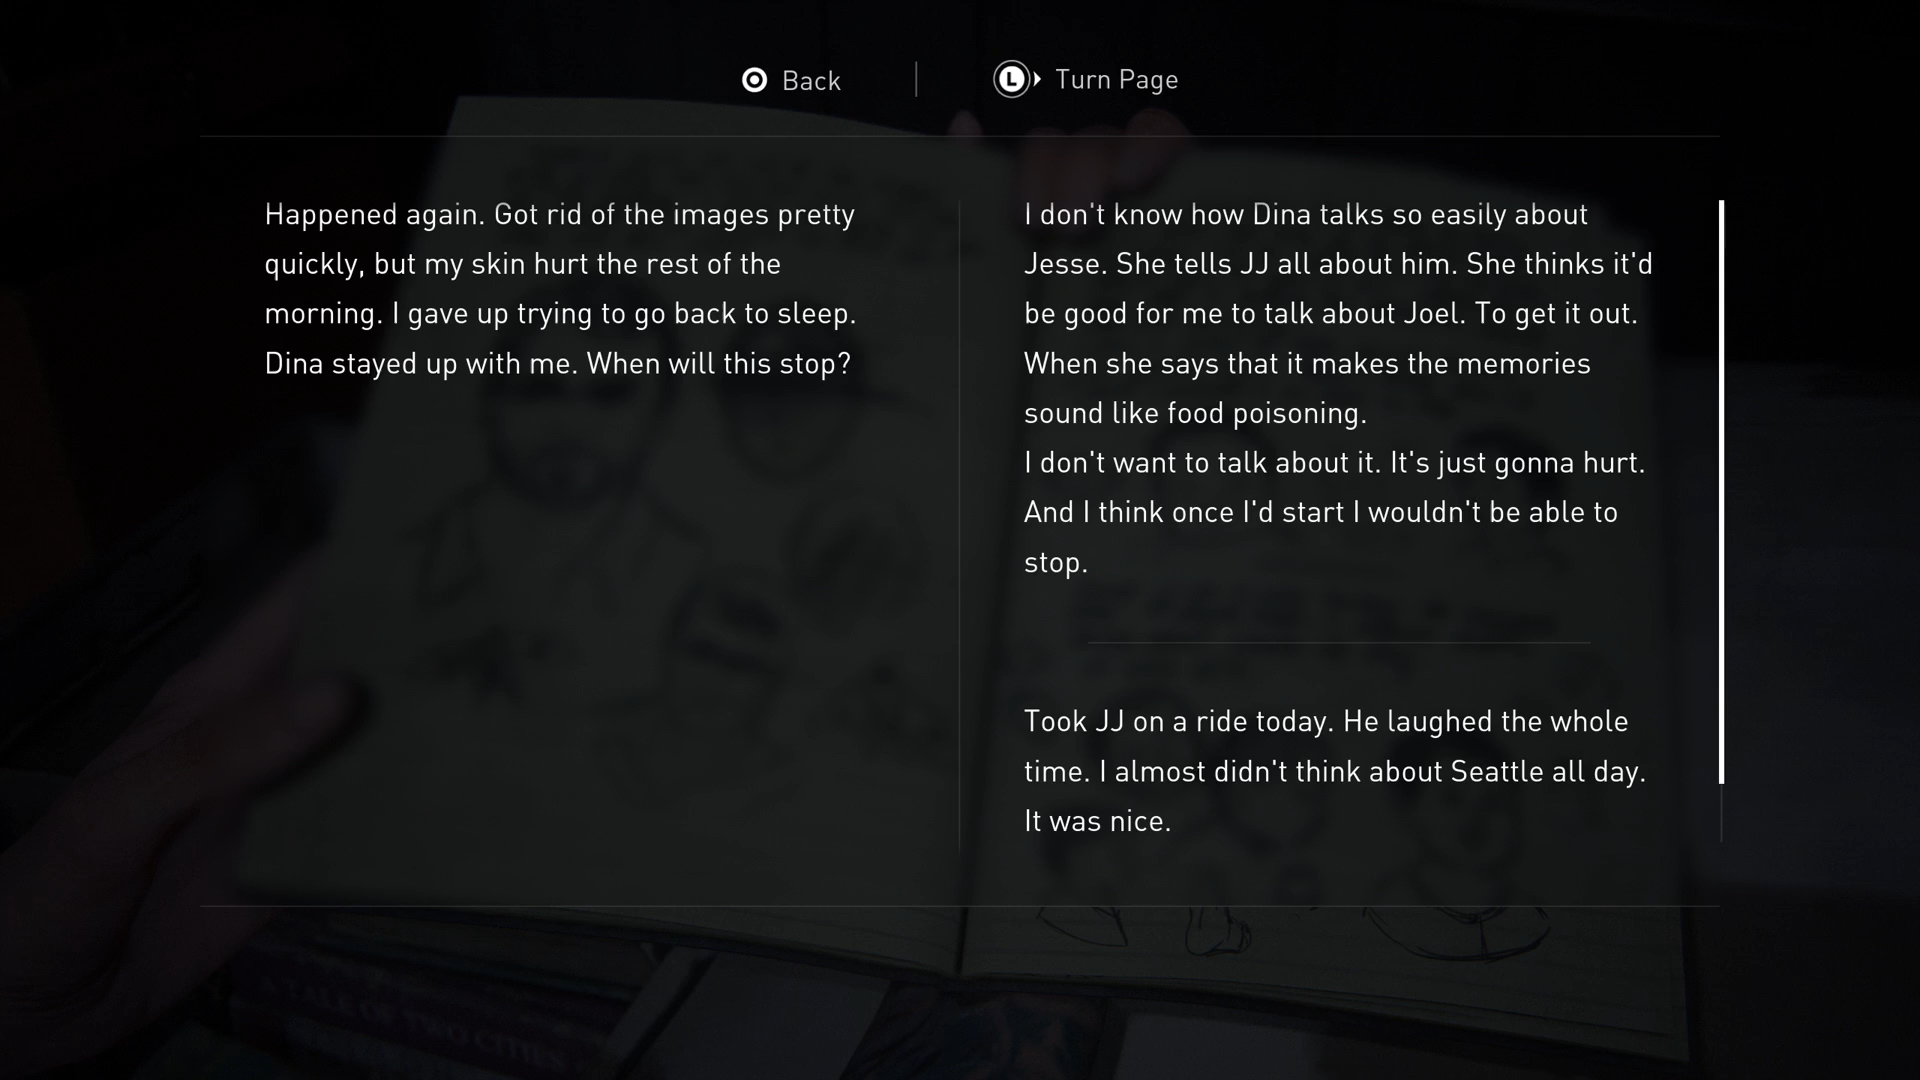 Back
L Turn Page
Happened again. Got rid of the images pretty
quickly, but my skin hurt the rest of the
morning. I gave up trying to go back to sleep.
Dina stayed up with me. When will this stop?
I don't know how Dina talks so easily about
Jesse. She tells JJ all about him. She thinks it'd
be good for me to talk about Joel. To get it out.
When she says that it makes the memories
sound like food poisoning.
I don't want to talk about it. It's just gonna hurt.
And I think once I'd start I wouldn't be able to
stop.
Took JJ on a ride today. He laughed the whole
time. I almost didn't think about Seattle all day.
It was nice.
A TALE OF TWO CITIES